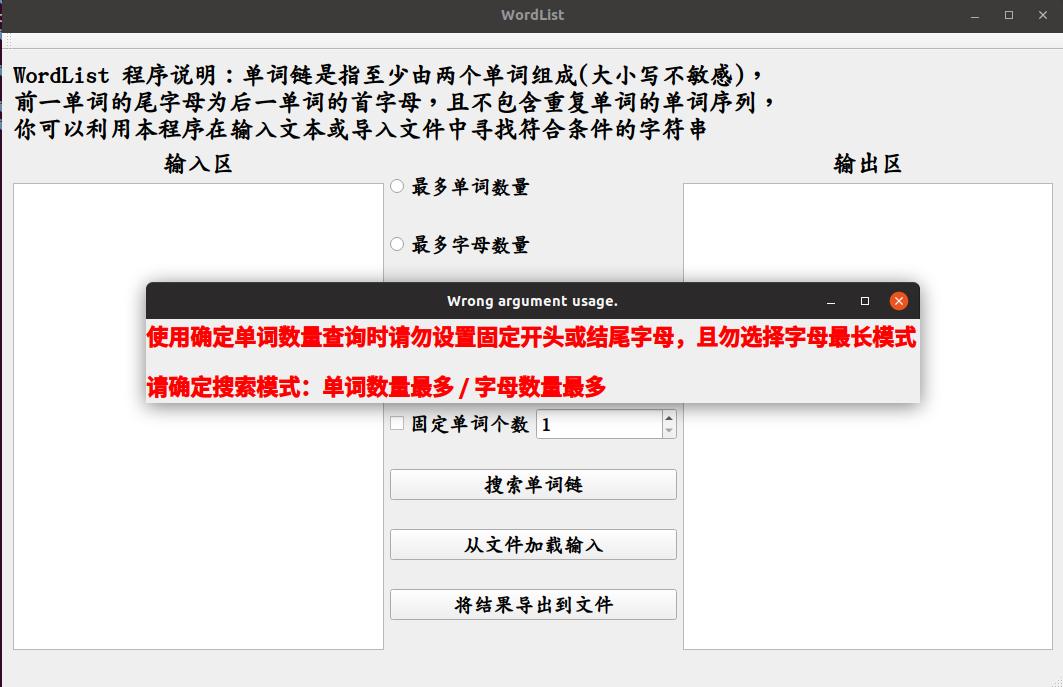 WordList
WordList 程序说明：单词链是指至少由两个单词组成(大小写不敏感)，
前一单词的尾字母为后一单词的首字母，且不包含重复单词的单词序列，
你可以利用本程序在输入文本或导入文件中寻找符合条件的字符串
输入区
输出区
最多单词数量
最多字母数量
Wrong argument usage.
使用确定单词数量查询时请勿设置固定开头或结尾字母，且勿选择字母最长模式
请确定搜索模式：单词数量最多 / 字母数量最多
固定单词个数 1
搜索单词链
从文件加载输入
将结果导出到文件